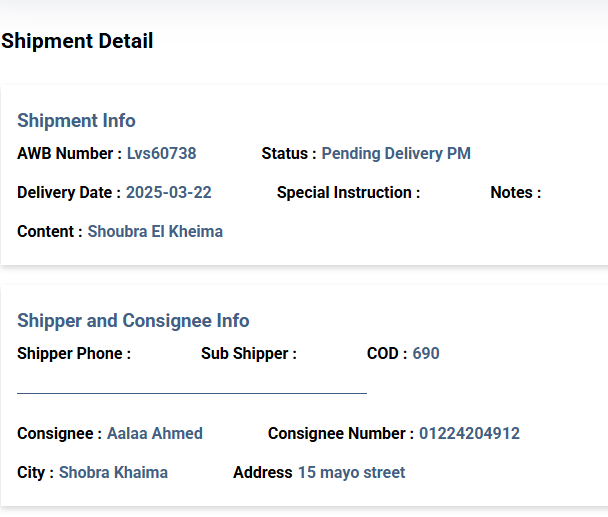 Shipment Detail
Shipment Info
AWB Number : Lvs60738 Status : Pending Delivery PM
Delivery Date : 2025-03-22 Special Instruction : Notes :
Content : Shoubra El Kheima
Shipper and Consignee Info
Shipper Phone : Sub Shipper : COD : 690
Consignee : Aalaa Ahmed Consignee Number : 01224204912
City : Shobra Khaima Address 15 mayo street